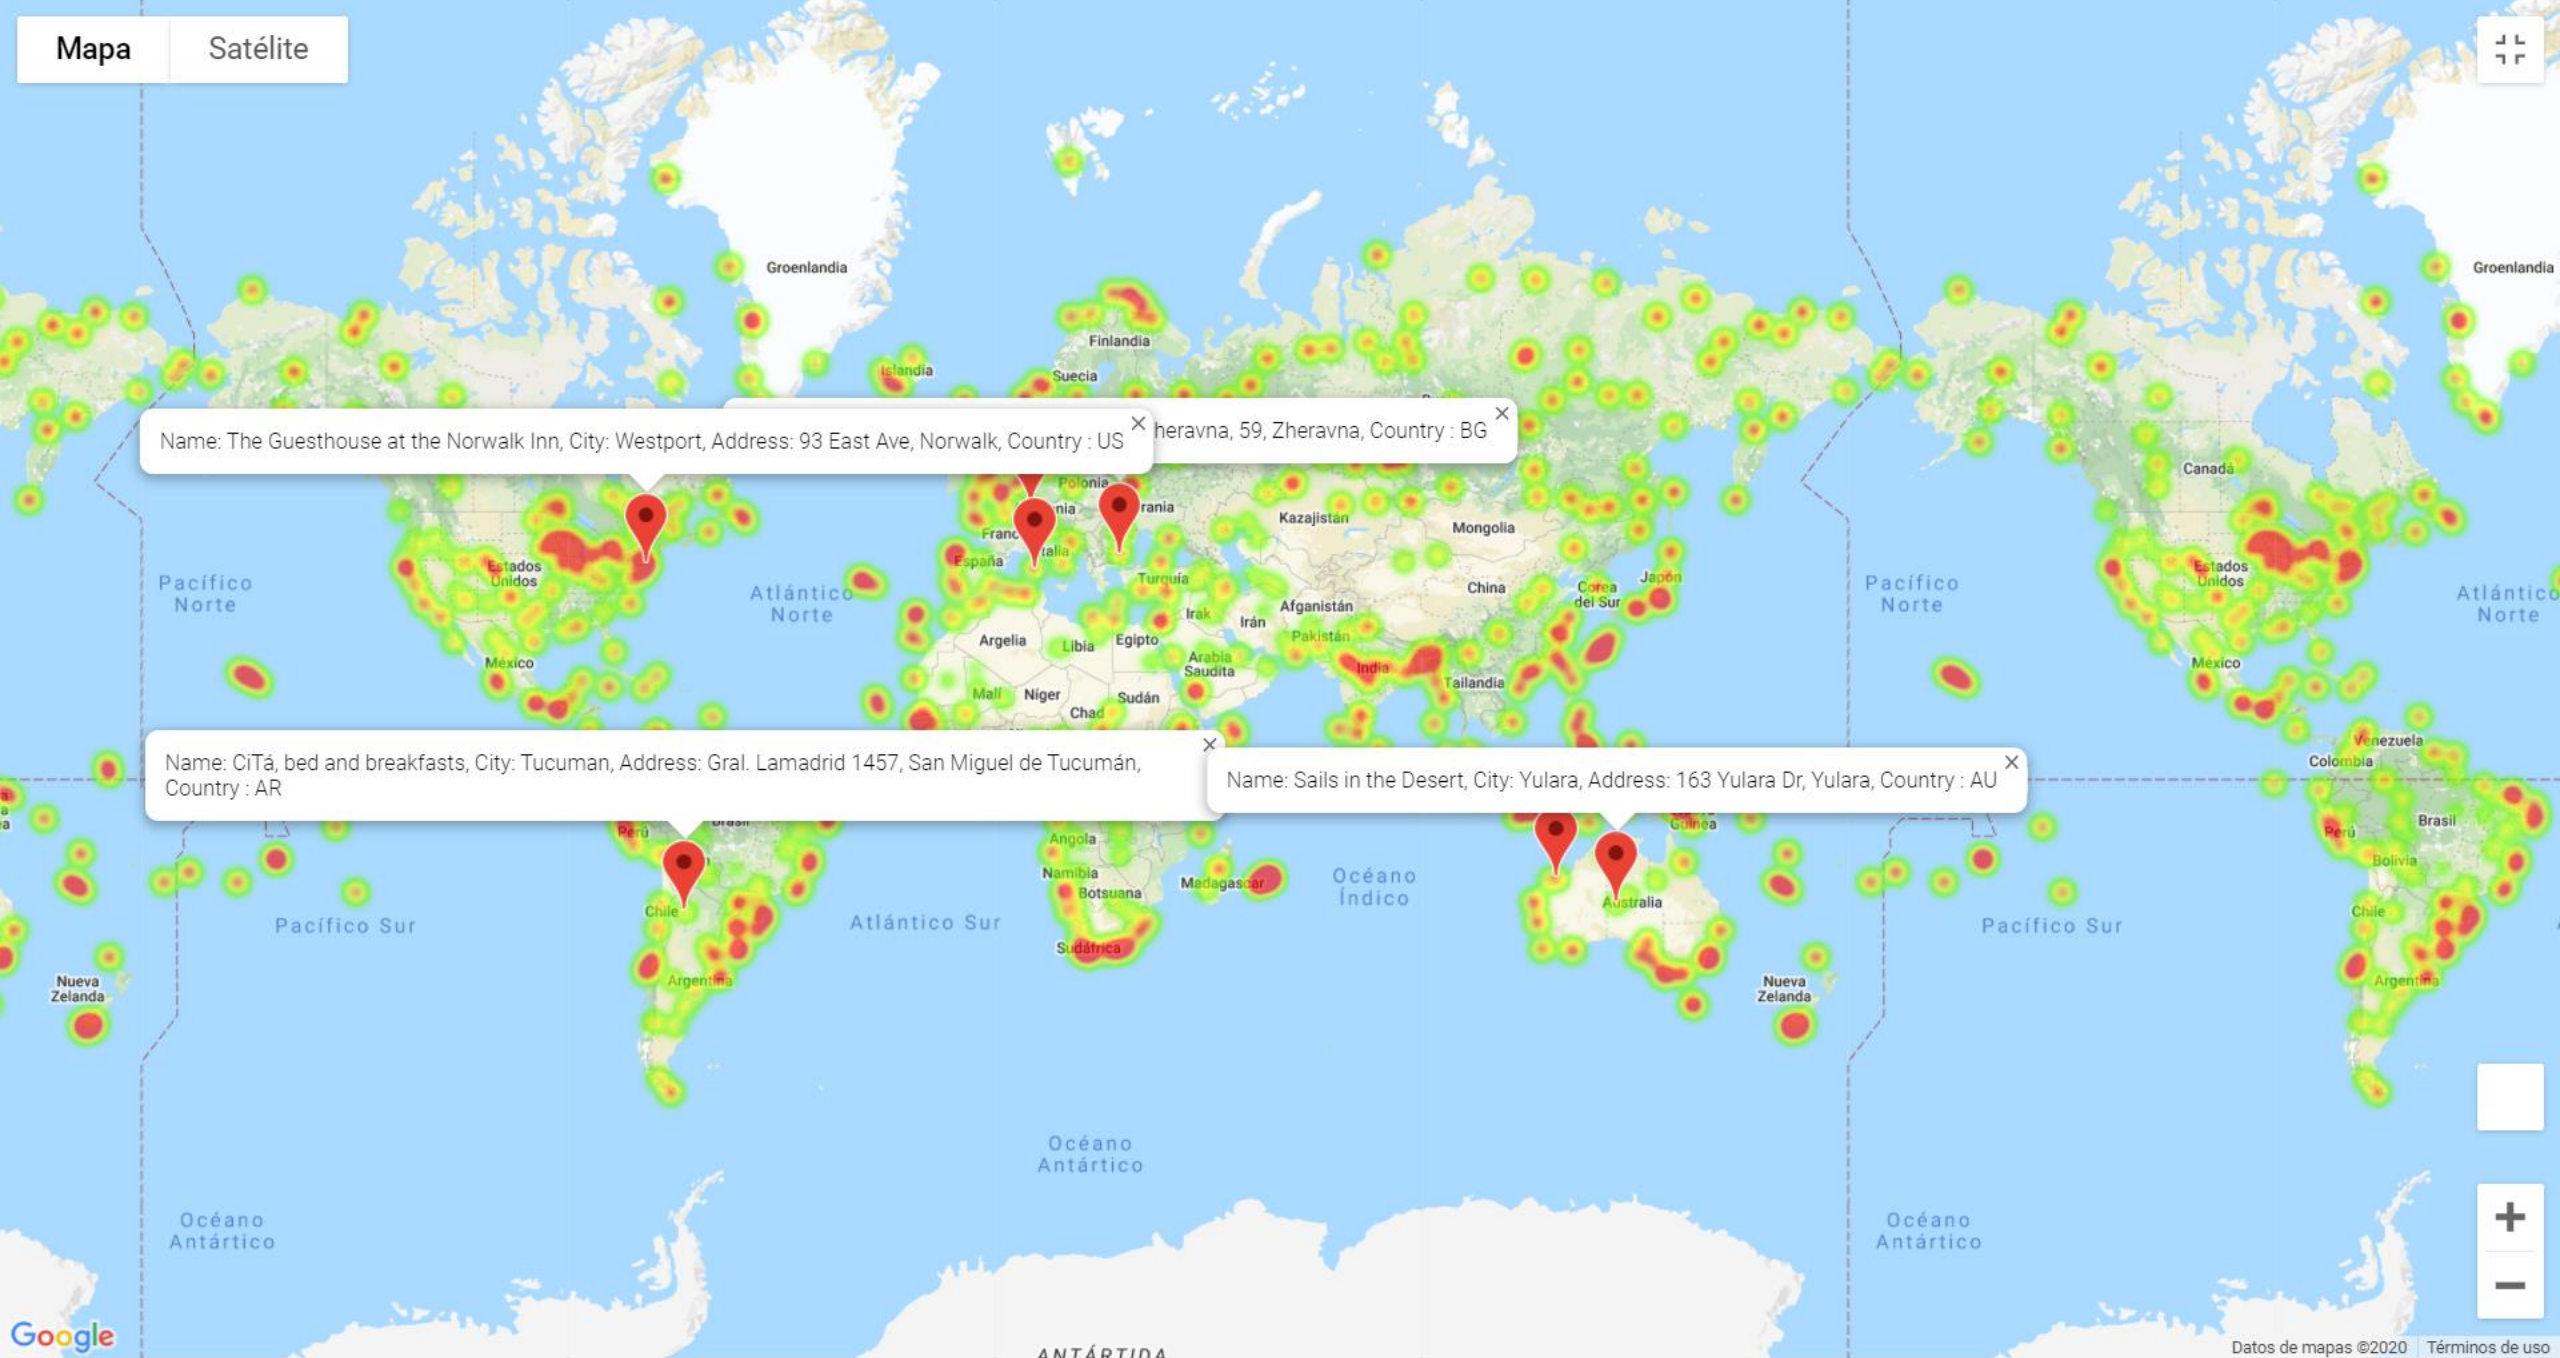 Mapa
Satélite
Groenlandia
Groenlandia
Finlandia
Islandia
Suecia
Name: The Guesthouse at the Norwalk Inn, City: Westport, Address: 93 East Ave, Norwalk, Country : US
heravna, 59, Zheravna, Country : BG
Canadá
Polonia
rania
Kazajistán
Mongolia
España
Estados
Unidos
Estados
Unidos
Turquía
Pacífico
Norte
Atlántico
Norte
China
Corea
del Sur
Japón
Pacífico
Norte
Atlántico
Norte
Afganistán
Irak
Irán
Argelia
Libia
Egipto
Pakistán
Arabia
Saudita
India
México
México
Malí
Níger
Sudán
Tailandia
Chad
Venezuela
Colombia
Name: CiTá, bed and breakfasts, City: Tucuman, Address: Gral. Lamadrid 1457, San Miguel de Tucumán,
Country : AR
Name: Sails in the Desert, City: Yulara, Address: 163 Yulara Dr, Yulara, Country : AU
Perú
Brasil
Guinea
Perú
Brasil
Angola
Bolivia
Namibia
Botsuana
Madagascar
Océano
Índico
Chile
Australia
Chile
Pacífico Sur
Atlántico Sur
Pacífico Sur
Sudáfrica
Nueva
Zelanda
Argentina
Nueva
Zelanda
Argentina
Océano
Antártico
Océano
Antártico
Océano
Antártico
Google
ANTÁRTIDA
Datos de mapas ©2020
Términos de uso